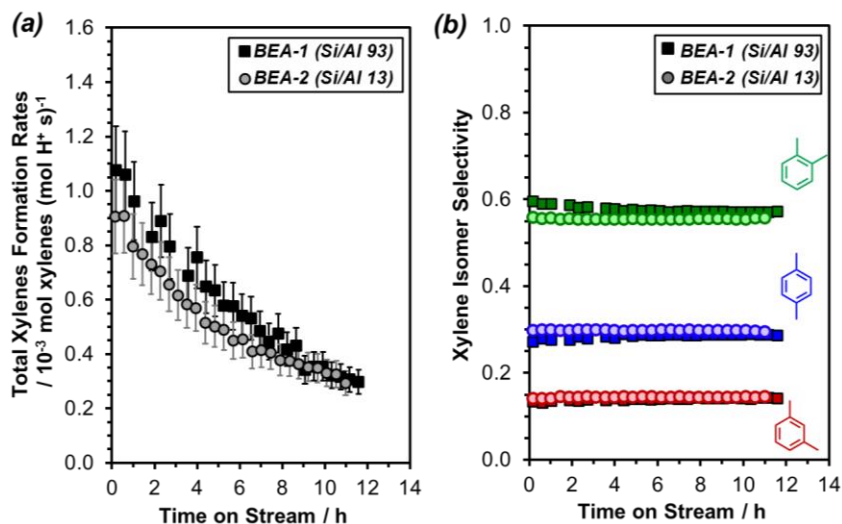 (a)
Total Xylenes Formation Rates
/ 10⁻³ mol xylenes (mol H⁺ s)⁻¹
1.6
1.4
1.2
1.0
0.8
0.6
0.4
0.2
0.0
BEA-1 (Si/Al 93)
BEA-2 (Si/Al 13)
0 2 4 6 8 10 12 14
Time on Stream / h
(b)
Xylene Isomer Selectivity
1.0
0.8
0.6
0.4
0.2
0.0
BEA-1 (Si/Al 93)
BEA-2 (Si/Al 13)
0 2 4 6 8 10 12 14
Time on Stream / h